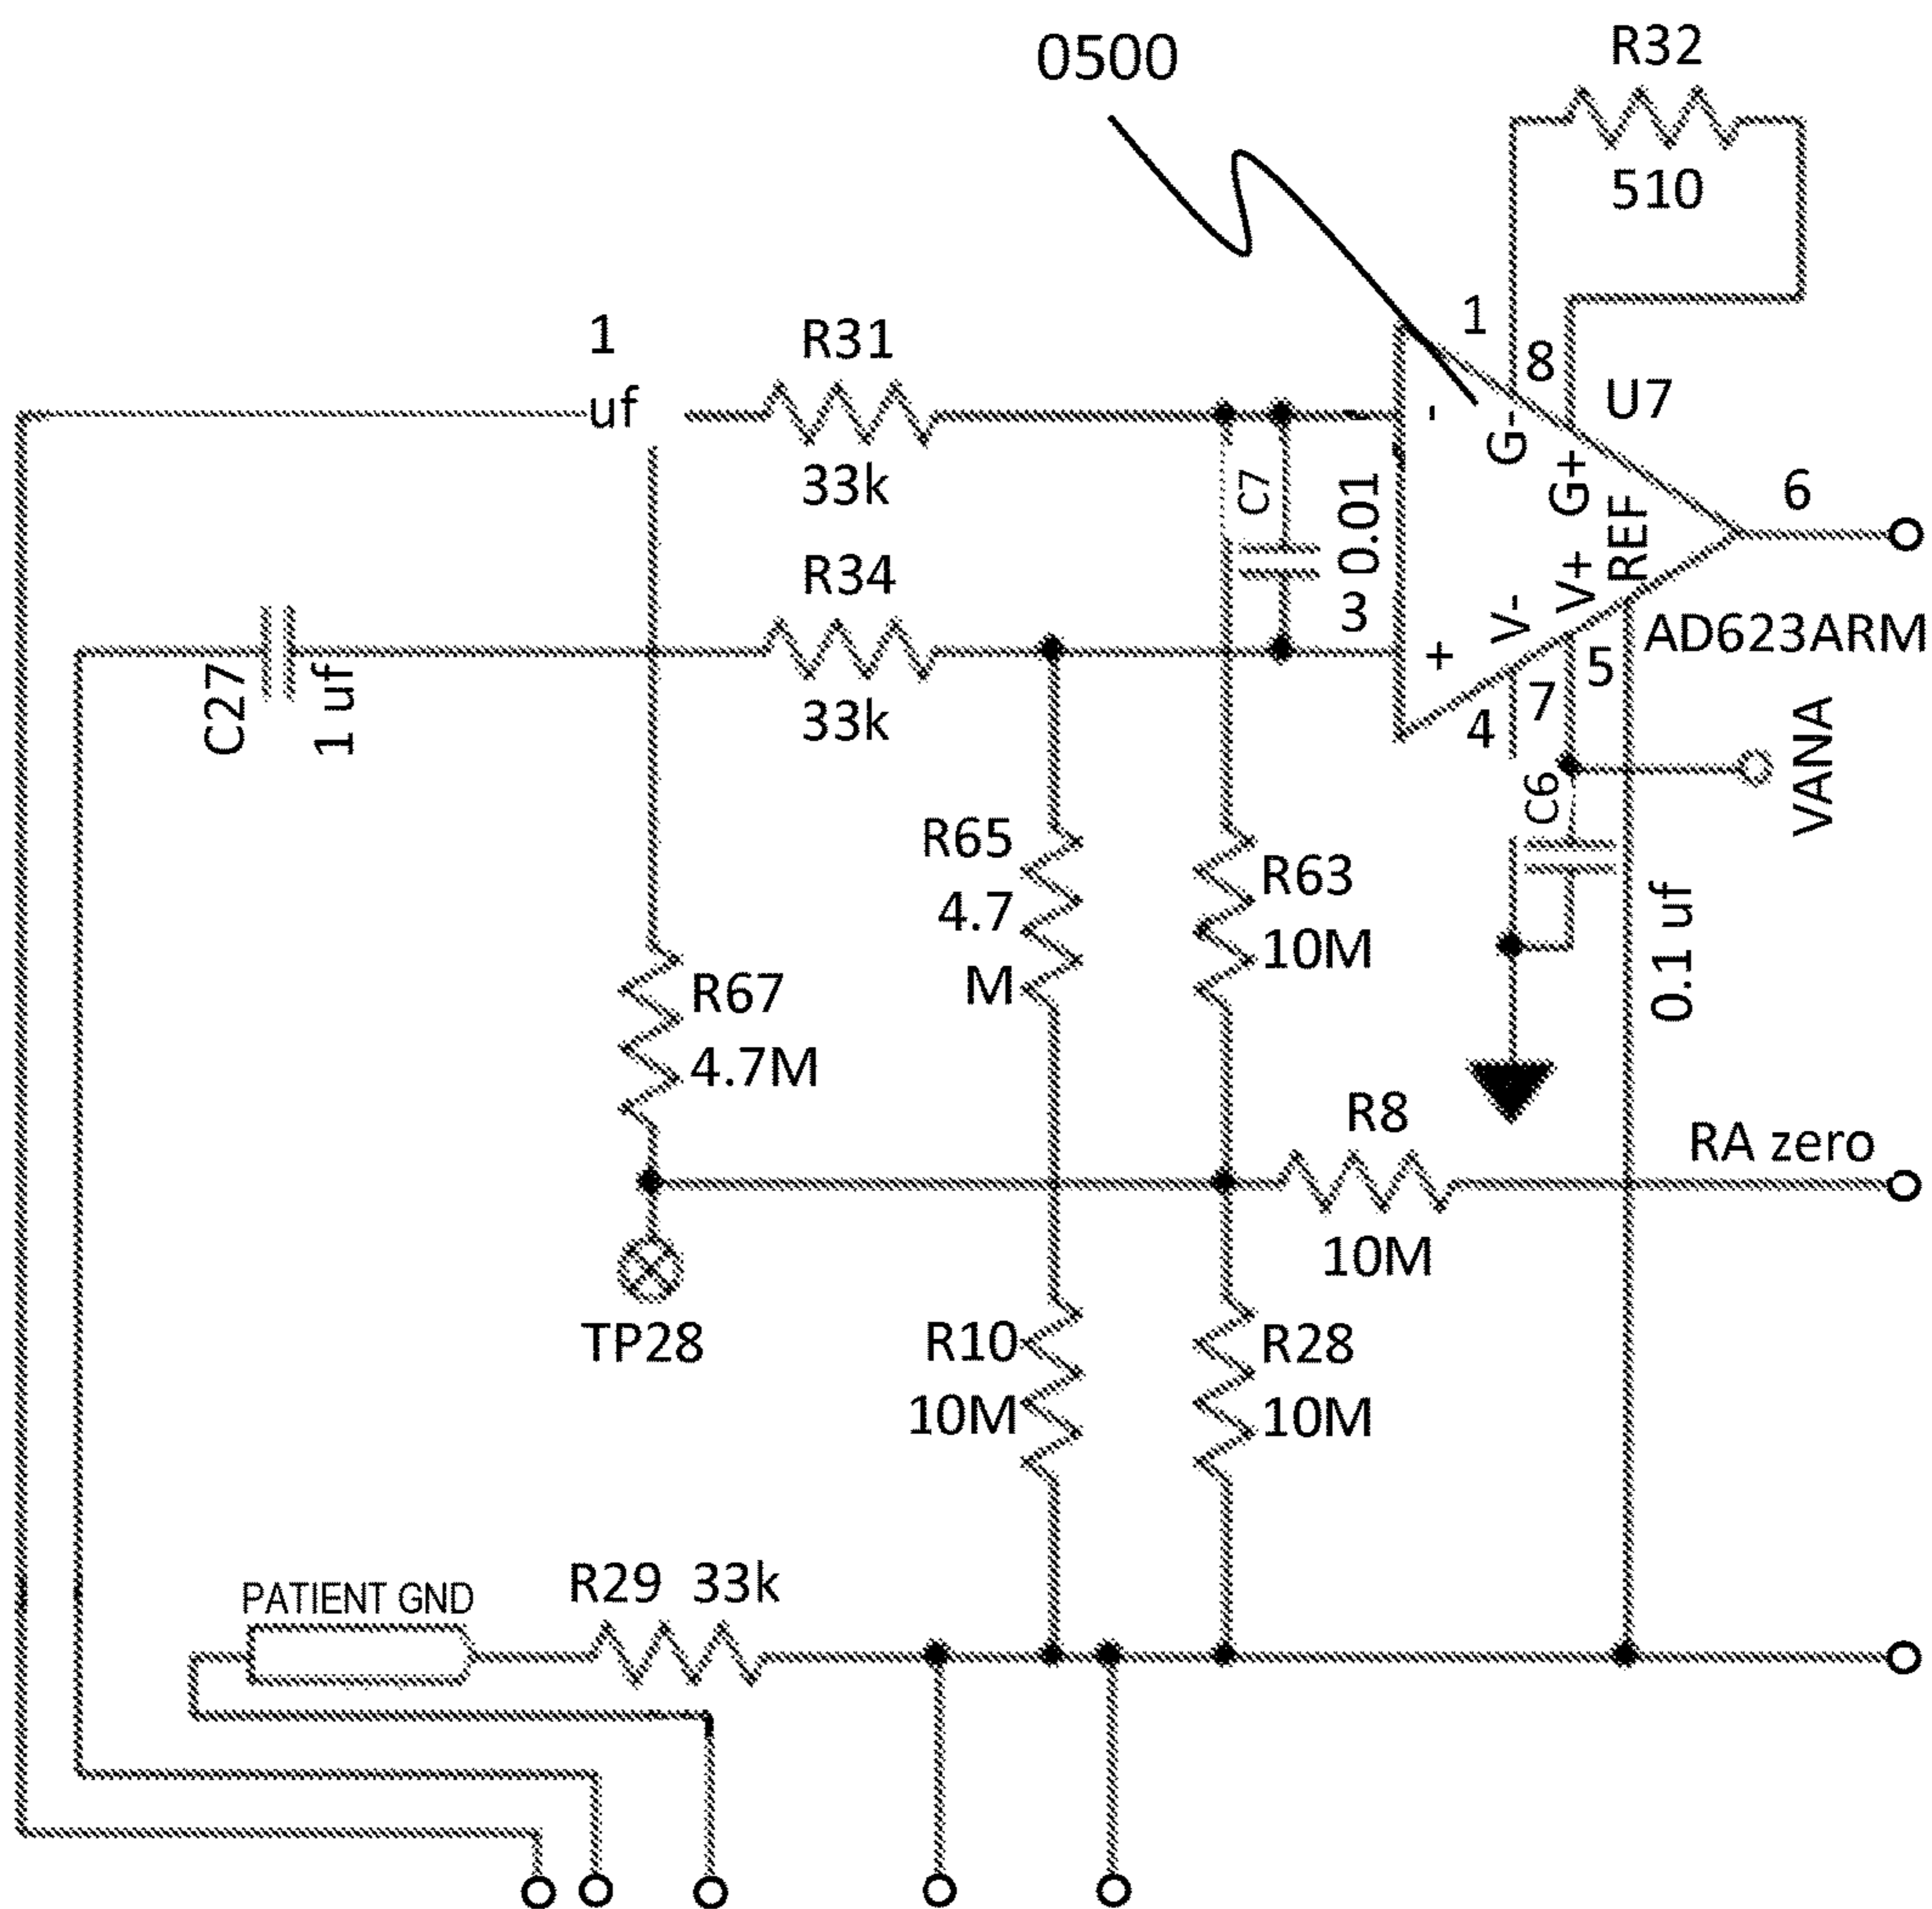 0500
R32
510
1
uf
R31
33k
1
8
U7
G-
G+
-
6
C7
0.01
R34
33k
3
+
V-
V+
REF
AD623ARM
C27
1 uf
4
7
5
VANA
C6
0.1 uf
R65
4.7
M
R63
10M
R67
4.7M
R8
10M
RA zero
TP28
R10
10M
R28
10M
PATIENT GND
R29 33k